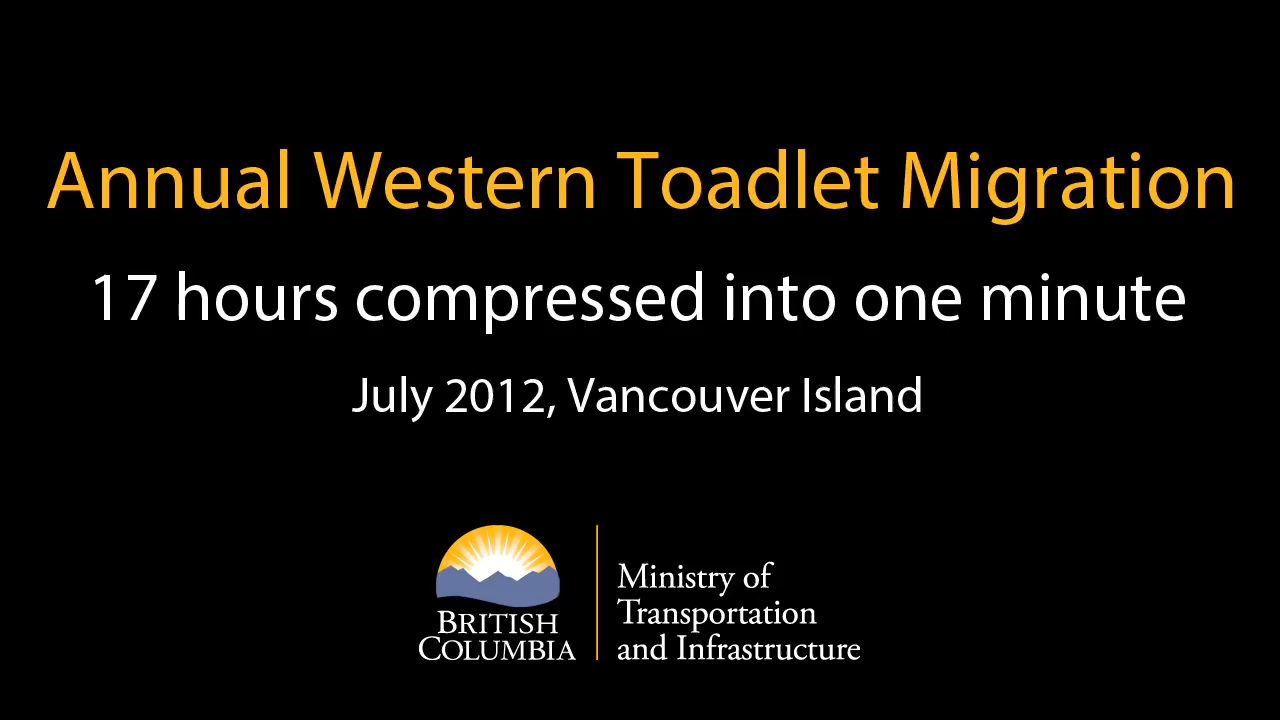 Annual Western Toadlet Migration
17 hours compressed into one minute
July 2012, Vancouver Island
BRITISH
COLUMBIA
Ministry of
Transportation
and Infrastructure